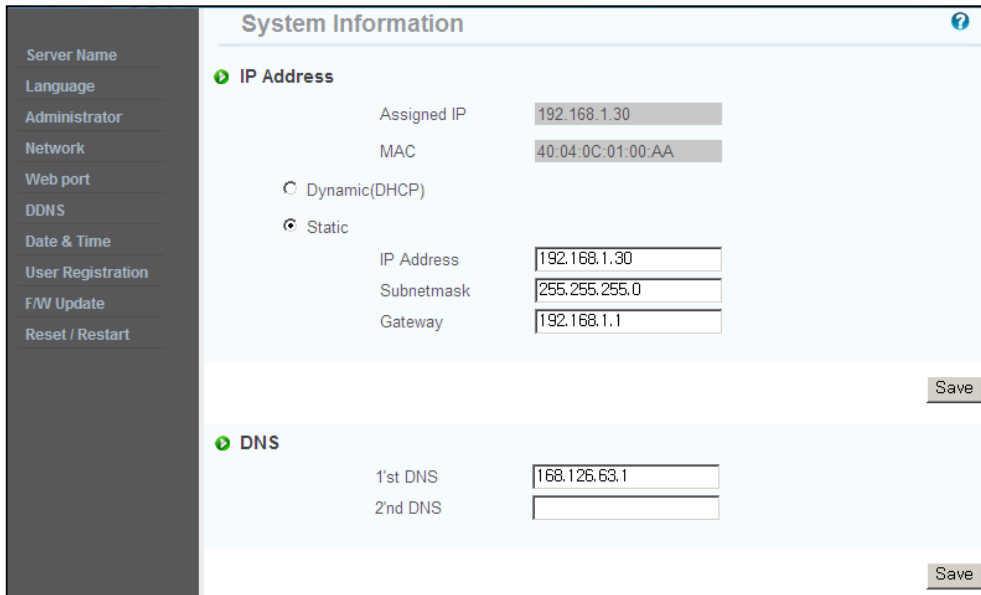 System Information
?
Server Name
Language
Administrator
Network
Web port
DDNS
Date & Time
User Registration
F/W Update
Reset / Restart
IP Address
Assigned IP 192.168.1.30
MAC 40:04:0C:01:00:AA
Dynamic(DHCP)
Static
IP Address 192.168.1.30
Subnetmask 255.255.255.0
Gateway 192.168.1.1
Save
DNS
1'st DNS 168.126.63.1
2'nd DNS
Save